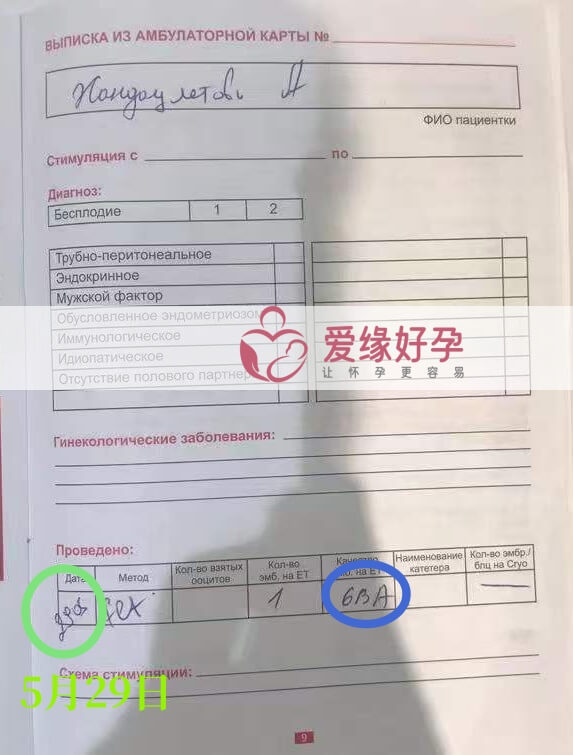 ВЫПИСКА ИЗ АМБУЛАТОРНОЙ КАРТЫ №
ФИО пациентки
Стимуляция с по
Диагноз:
Бесплодие 1 2
Трубно-перитонеальное
Эндокринное
Мужской фактор
Обусловленное эндометриозом
Иммунологическое
Идиопатическое
Отсутствие полового партнера
爱缘好孕
让怀孕更容易
Гинекологические заболевания:
Проведено:
Дата Метод Кол-во взятых ооцитов Кол-во эмб. на ЕТ Качество эмб. на ЕТ Наименование катетера Кол-во эмбр./ блц на Cryo
1 6BA —
Схема стимуляции:
5月29日
9